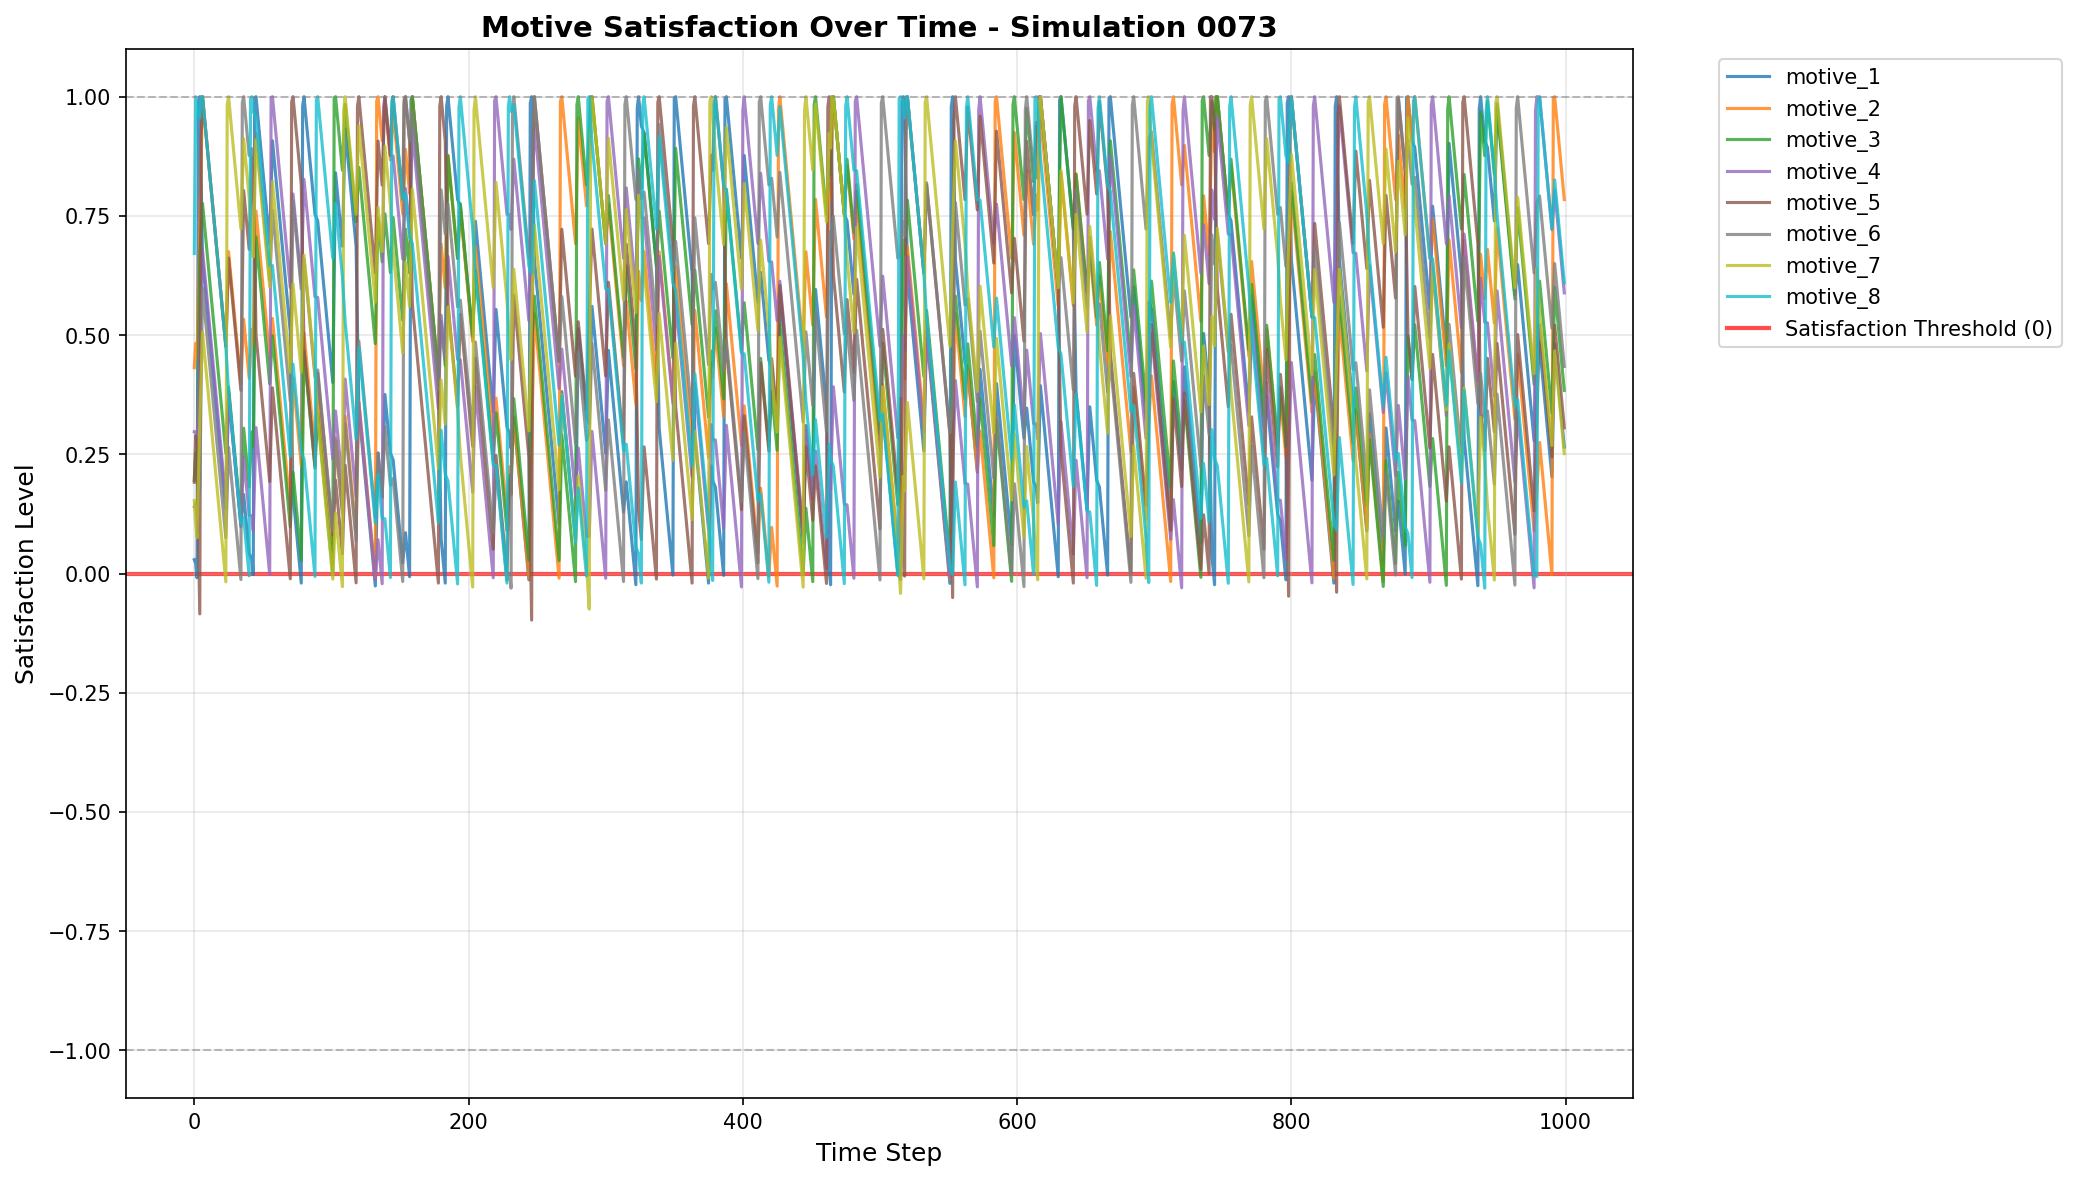 Motive Satisfaction Over Time - Simulation 0073
Satisfaction Level
1.00
0.75
0.50
0.25
0.00
−0.25
−0.50
−0.75
−1.00
0
200
400
600
800
1000
Time Step
motive_1
motive_2
motive_3
motive_4
motive_5
motive_6
motive_7
motive_8
Satisfaction Threshold (0)